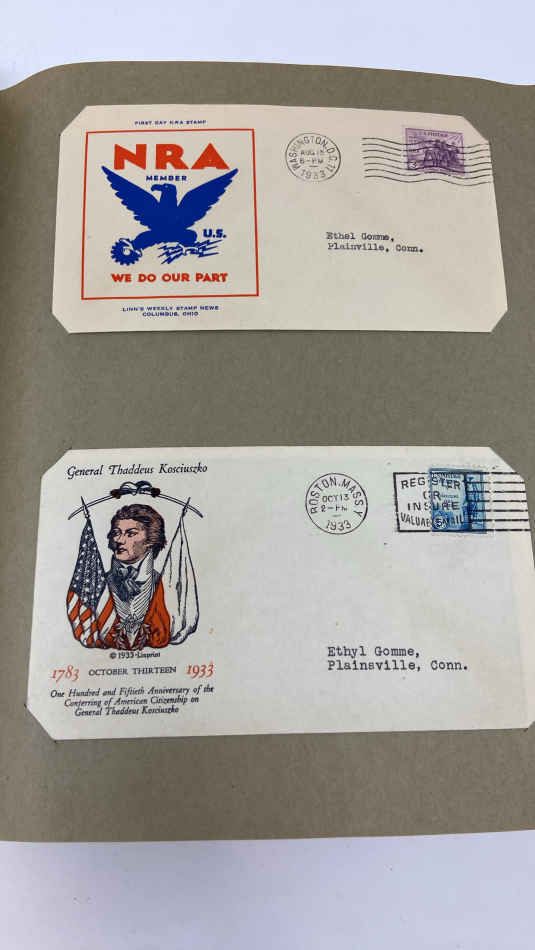 FIRST DAY NRA STAMP
NRA
MEMBER
U.S.
WE DO OUR PART
LINN'S WEEKLY STAMP NEWS
COLUMBUS, OHIO
WASHINGTON, D.C.
AUG 15
6-PM
1933
Ethel Gomme,
Plainville, Conn.
General Thaddeus Kosciuszko
© 1933-Linprint
1783 OCTOBER THIRTEEN 1933
One Hundred and Fiftieth Anniversary of the
Conferring of American Citizenship on
General Thaddeus Kosciuszko
BOSTON, MASS
OCT 13
2-PM
1933
REGISTER
OR
INSURE
VALUABLE MAIL
Ethyl Gomme,
Plainsville, Conn.